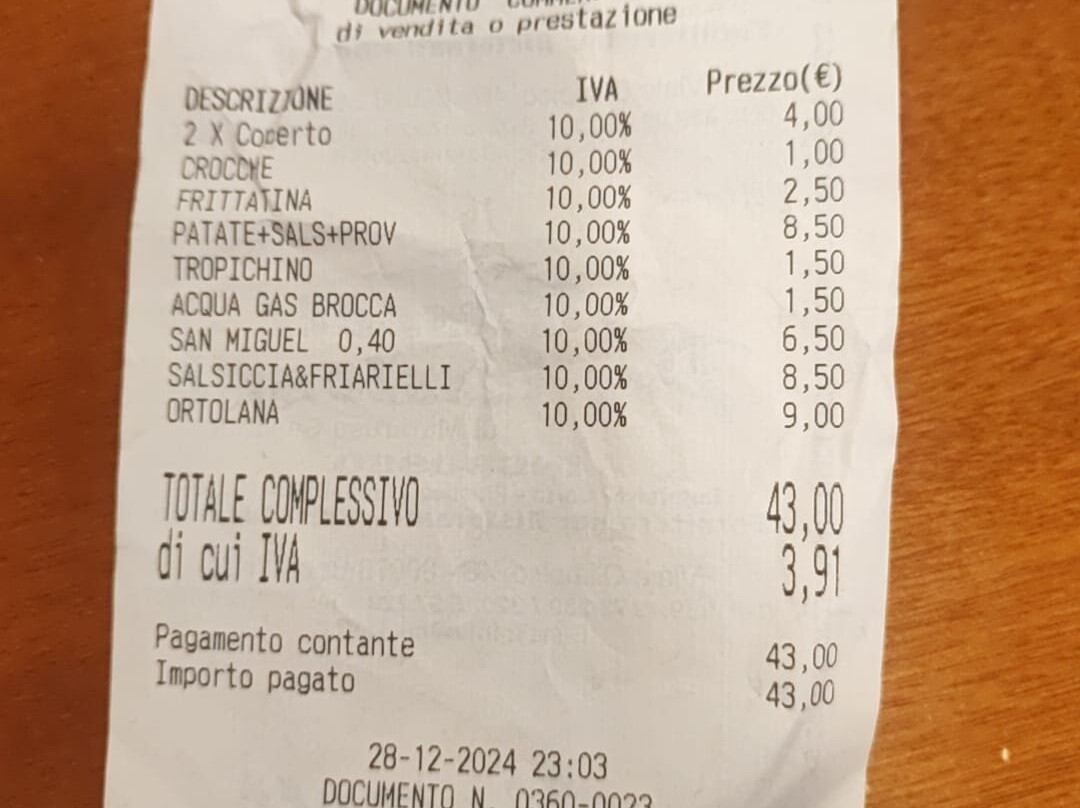 DOCUMENTO
di vendita o prestazione
DESCRIZIONE IVA Prezzo(€)
2 X Coperto 10,00% 4,00
CROCCHE 10,00% 1,00
FRITTATINA 10,00% 2,50
PATATE+SALS+PROV 10,00% 8,50
TROPICHINO 10,00% 1,50
ACQUA GAS BROCCA 10,00% 1,50
SAN MIGUEL 0,40 10,00% 6,50
SALSICCIA&FRIARIELLI 10,00% 8,50
ORTOLANA 10,00% 9,00
TOTALE COMPLESSIVO 43,00
di cui IVA 3,91
Pagamento contante 43,00
Importo pagato 43,00
28-12-2024 23:03
DOCUMENTO N. 0360-0023